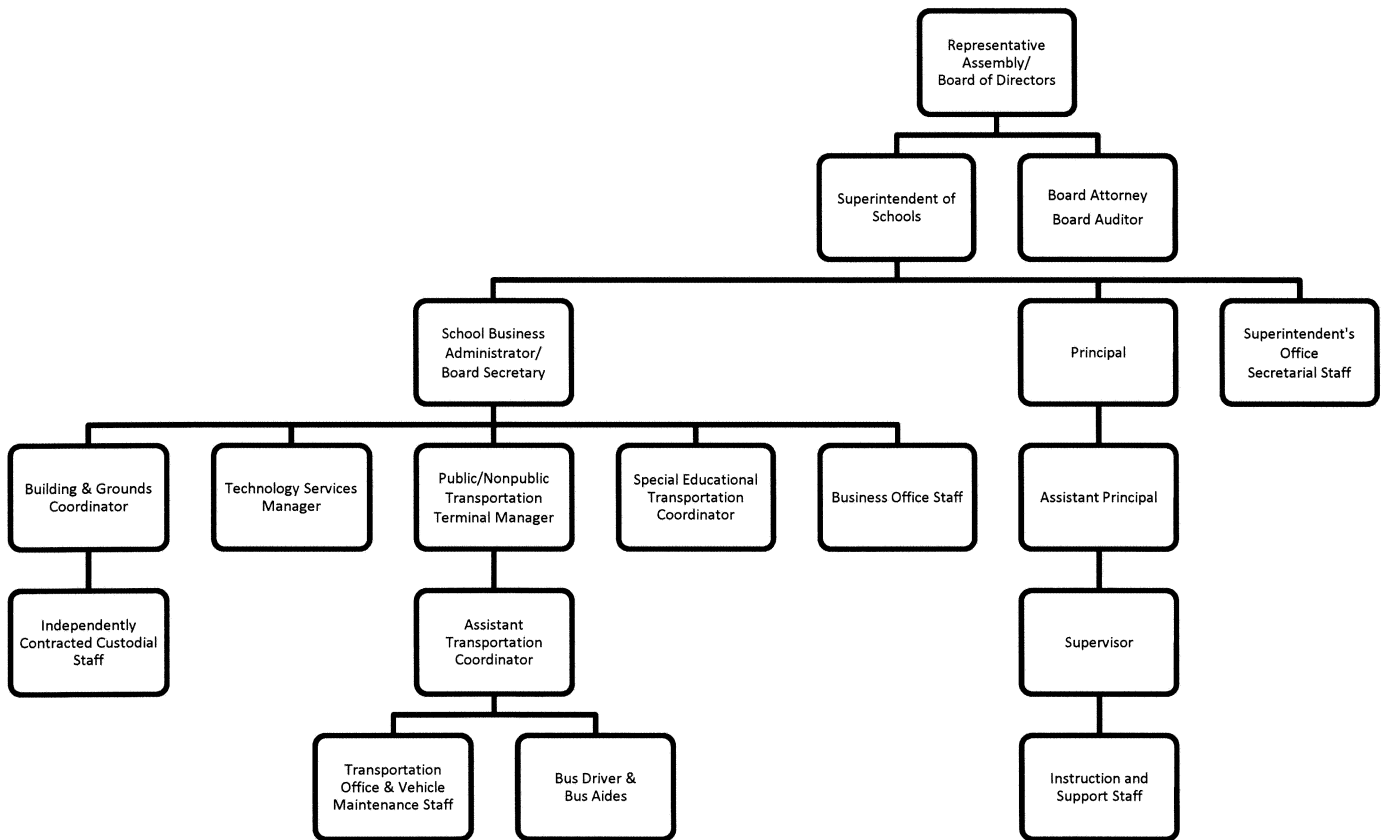 Representative
Assembly/
Board of Directors
Superintendent of
Schools
Board Attorney
Board Auditor
School Business
Administrator/
Board Secretary
Principal
Superintendent's
Office
Secretarial Staff
Building & Grounds
Coordinator
Technology Services
Manager
Public/Nonpublic
Transportation
Terminal Manager
Special Educational
Transportation
Coordinator
Business Office Staff
Assistant Principal
Independently
Contracted Custodial
Staff
Assistant
Transportation
Coordinator
Supervisor
Transportation
Office & Vehicle
Maintenance Staff
Bus Driver &
Bus Aides
Instruction and
Support Staff